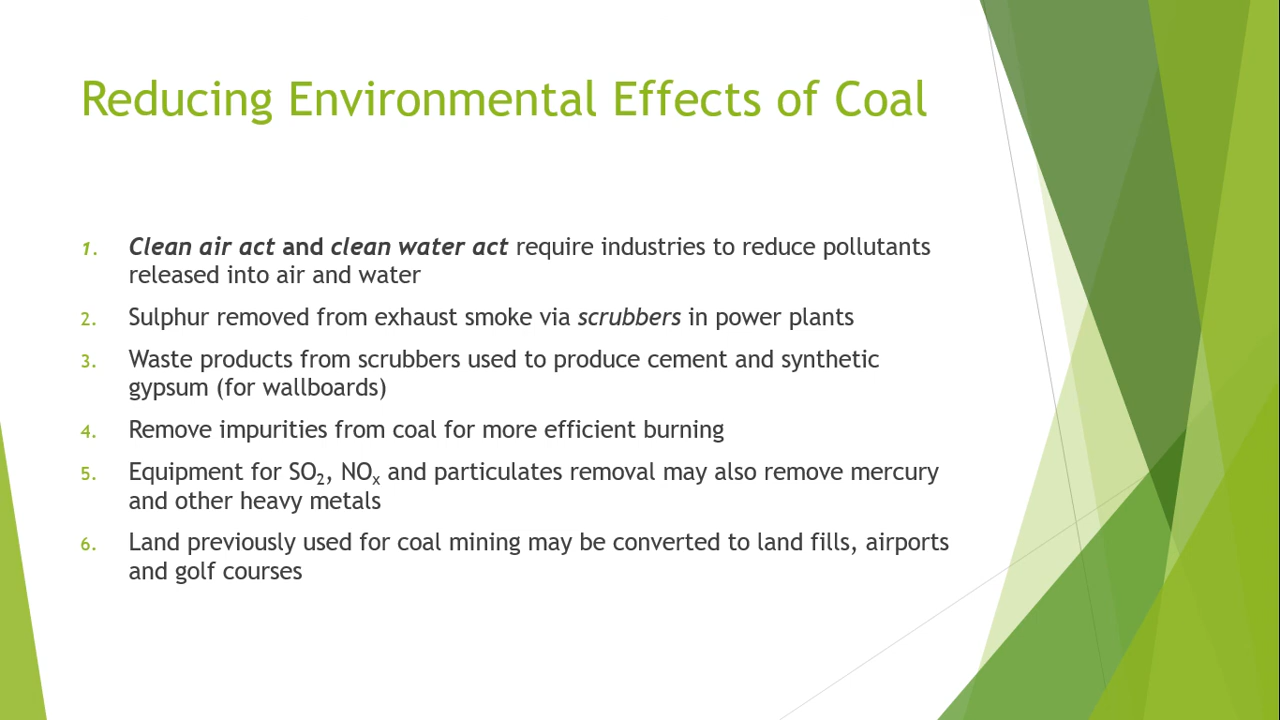 Reducing Environmental Effects of Coal
1. Clean air act and clean water act require industries to reduce pollutants
released into air and water
2. Sulphur removed from exhaust smoke via scrubbers in power plants
3. Waste products from scrubbers used to produce cement and synthetic
gypsum (for wallboards)
4. Remove impurities from coal for more efficient burning
5. Equipment for SO₂, NOₓ and particulates removal may also remove mercury
and other heavy metals
6. Land previously used for coal mining may be converted to land fills, airports
and golf courses